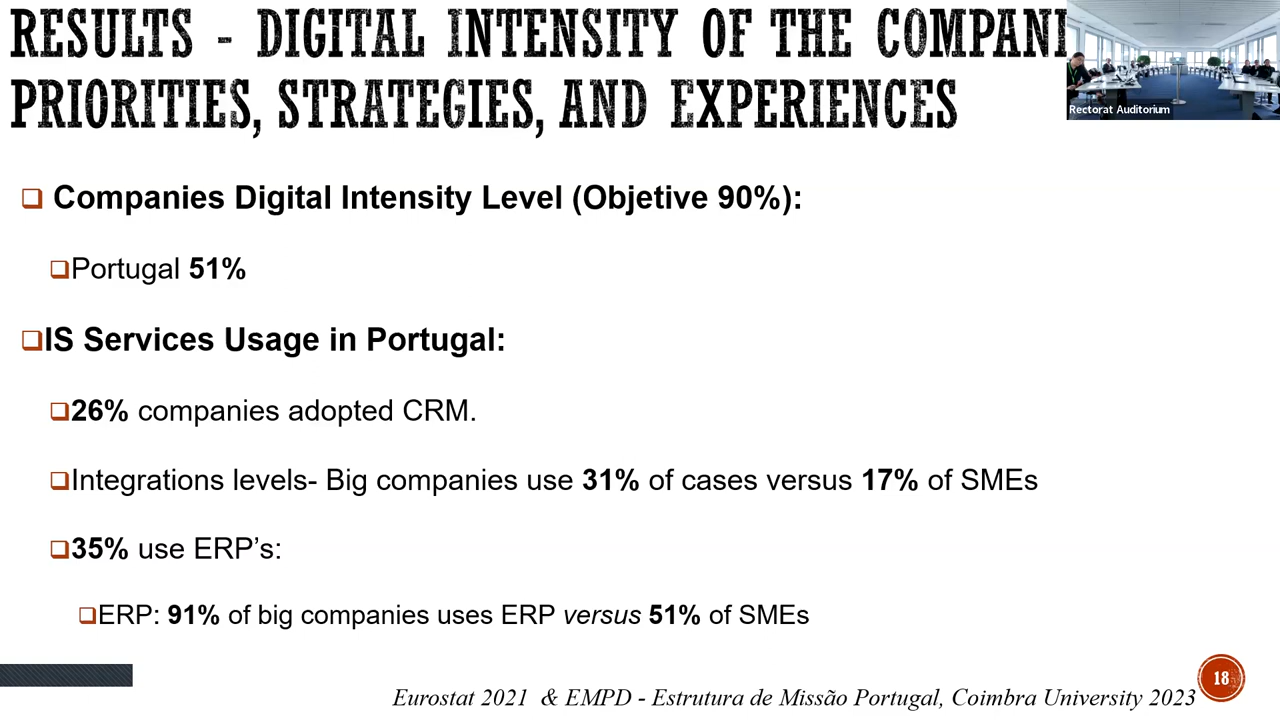 RESULTS - DIGITAL INTENSITY OF THE COMPANI
PRIORITIES, STRATEGIES, AND EXPERIENCES
Rectorat Auditorium
Companies Digital Intensity Level (Objetive 90%):
Portugal 51%
IS Services Usage in Portugal:
26% companies adopted CRM.
Integrations levels- Big companies use 31% of cases versus 17% of SMEs
35% use ERP’s:
ERP: 91% of big companies uses ERP versus 51% of SMEs
18
Eurostat 2021 & EMPD - Estrutura de Missão Portugal, Coimbra University 2023